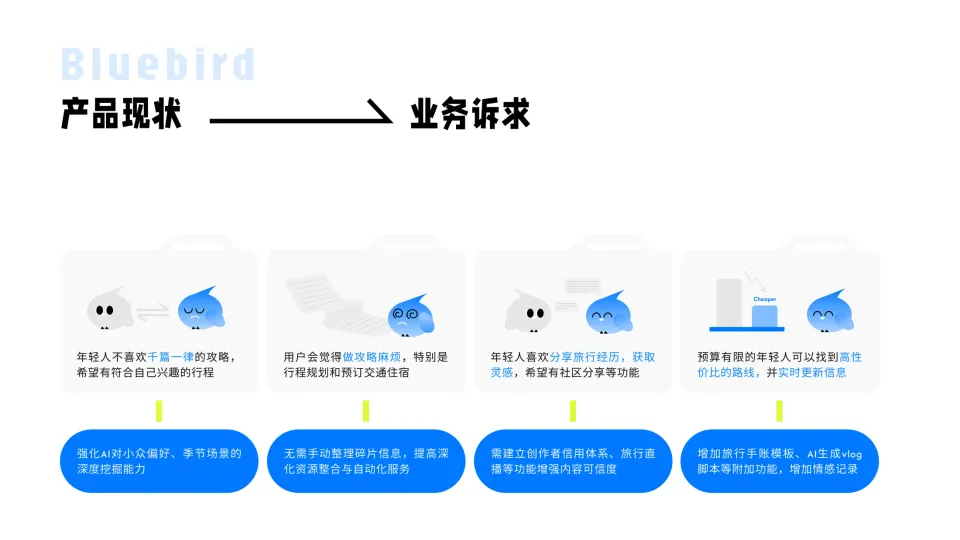 Bluebird
产品现状
业务诉求
年轻人不喜欢千篇一律的攻略，
希望有符合自己兴趣的行程
用户会觉得做攻略麻烦，特别是
行程规划和预订交通住宿
年轻人喜欢分享旅行经历，获取
灵感，希望有社区分享等功能
Cheaper
预算有限的年轻人可以找到高性
价比的路线，并实时更新信息
强化AI对小众偏好、季节场景的
深度挖掘能力
无需手动整理碎片信息，提高深
化资源整合与自动化服务
需建立创作者信用体系、旅行直
播等功能增强内容可信度
增加旅行手账模板、AI生成vlog
脚本等附加功能，增加情感记录